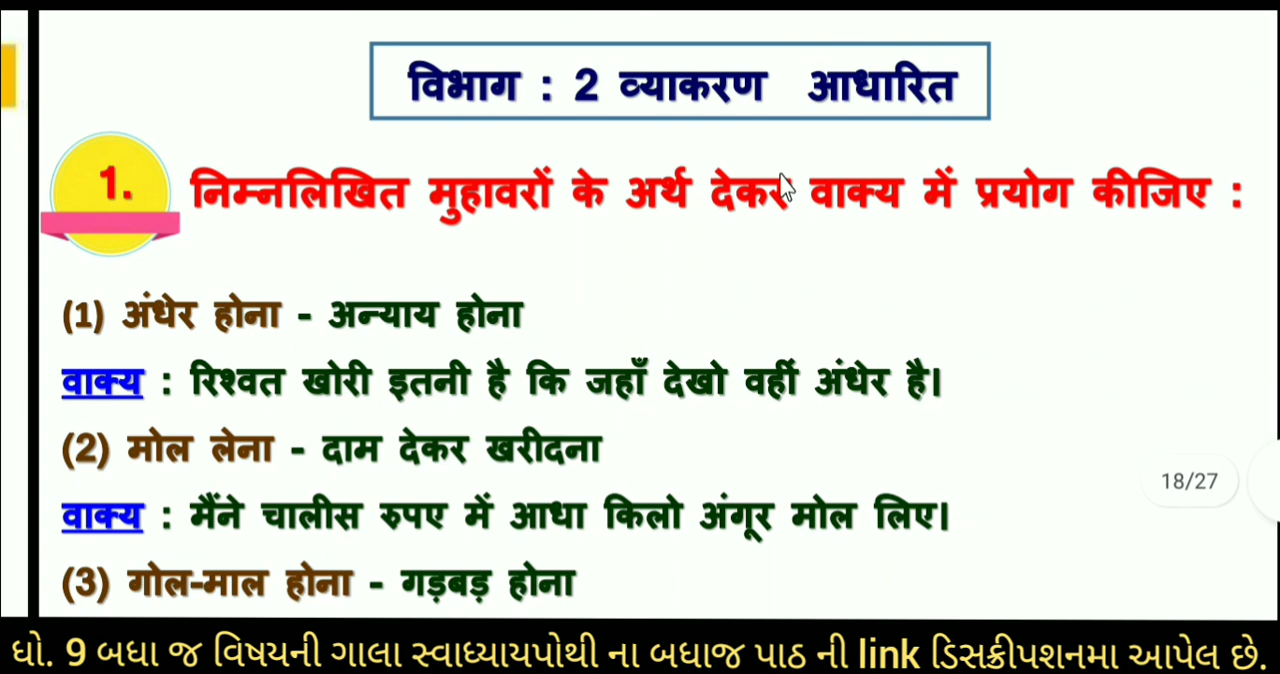 विभाग : 2 व्याकरण आधारित
1. निम्नलिखित मुहावरों के अर्थ देकर वाक्य में प्रयोग कीजिए :
(1) अंधेर होना - अन्याय होना
वाक्य : रिश्वत खोरी इतनी है कि जहाँ देखो वहीं अंधेर है।
(2) मोल लेना - दाम देकर खरीदना
वाक्य : मैंने चालीस रुपए में आधा किलो अंगूर मोल लिए।
18/27
(3) गोल-माल होना - गड़बड़ होना
ધો. 9 બધા જ વિષયની ગાલા સ્વાધ્યાયપોથી ના બધાજ પાઠ ની link ડિસક્રીપશનમા આપેલ છે.